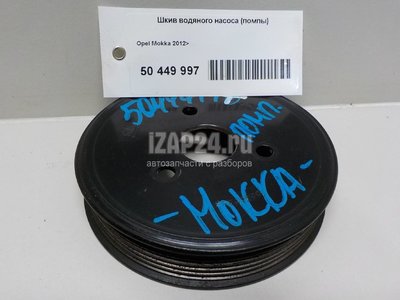 Шкив водяного насоса (помпы)
Opel Mokka 2012>
50 449 997
IZAP24.ru
автозапчасти с разборов
- МОККА -